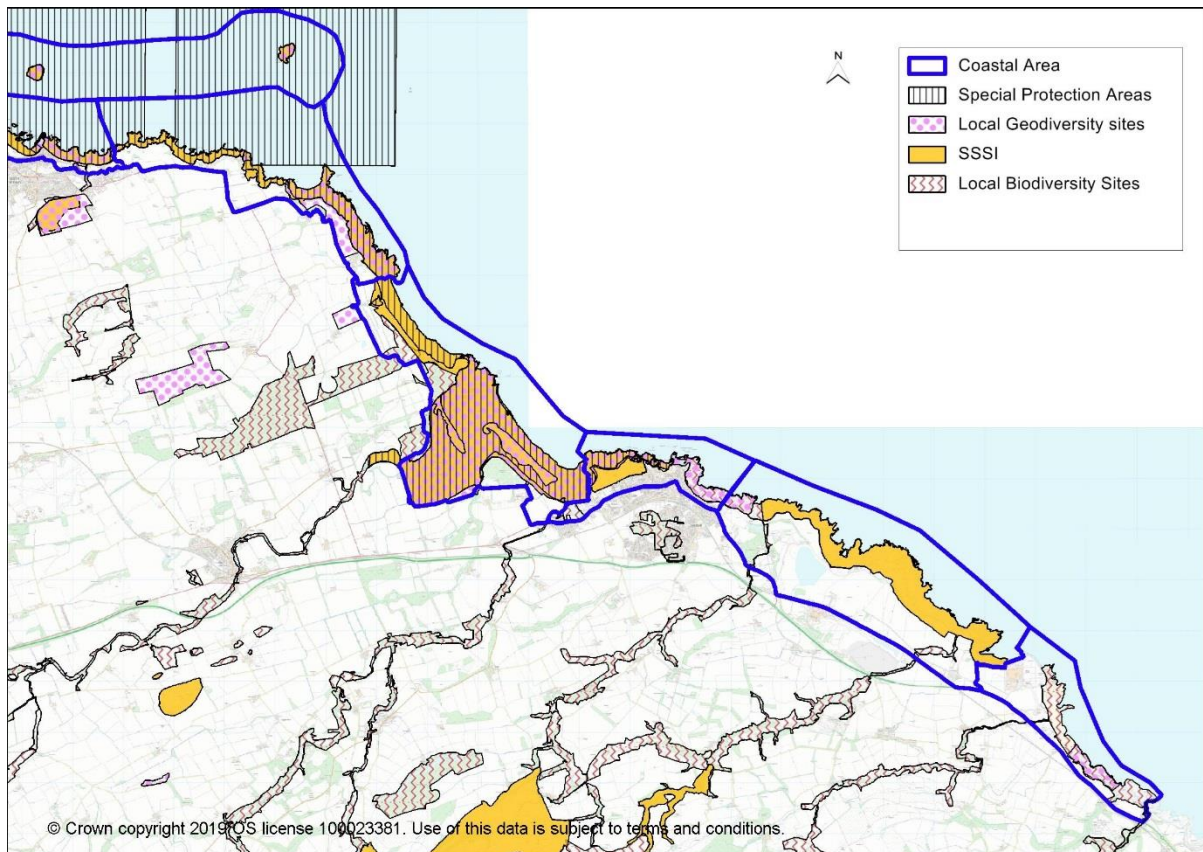 N
Coastal Area
Special Protection Areas
Local Geodiversity sites
SSSI
Local Biodiversity Sites
© Crown copyright 2019 OS license 100023381. Use of this data is subject to terms and conditions.